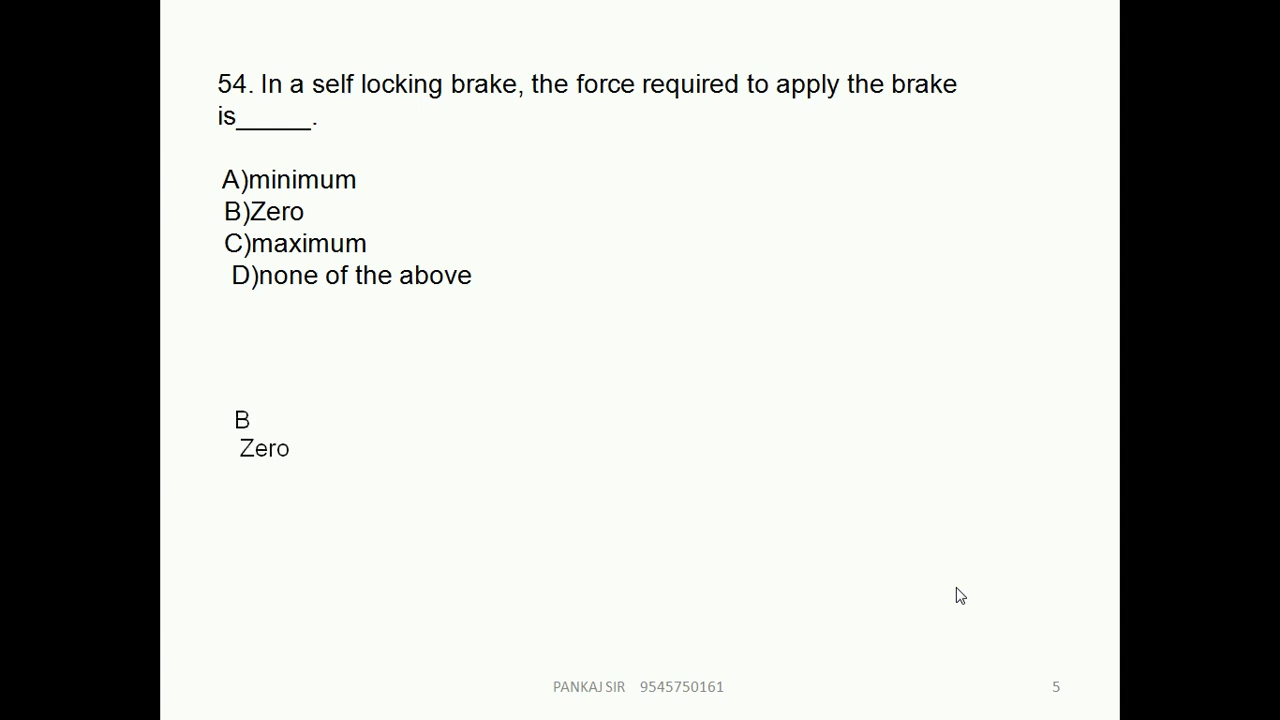 54. In a self locking brake, the force required to apply the brake
is_____.
A)minimum
B)Zero
C)maximum
D)none of the above
B
Zero
PANKAJ SIR 9545750161
5